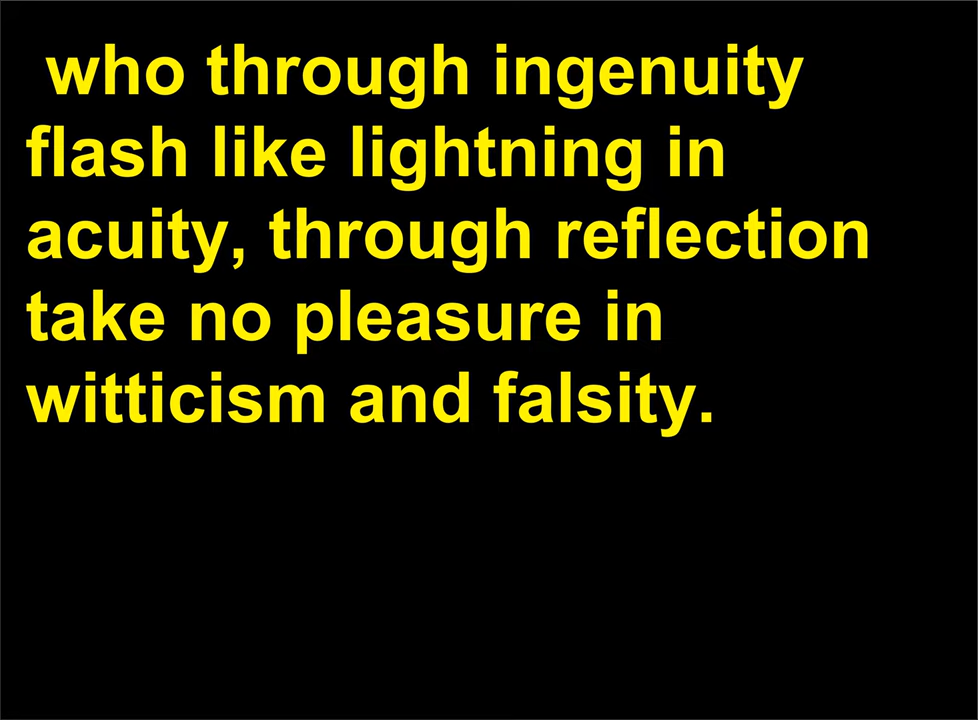 who through ingenuity
flash like lightning in
acuity, through reflection
take no pleasure in
witticism and falsity.